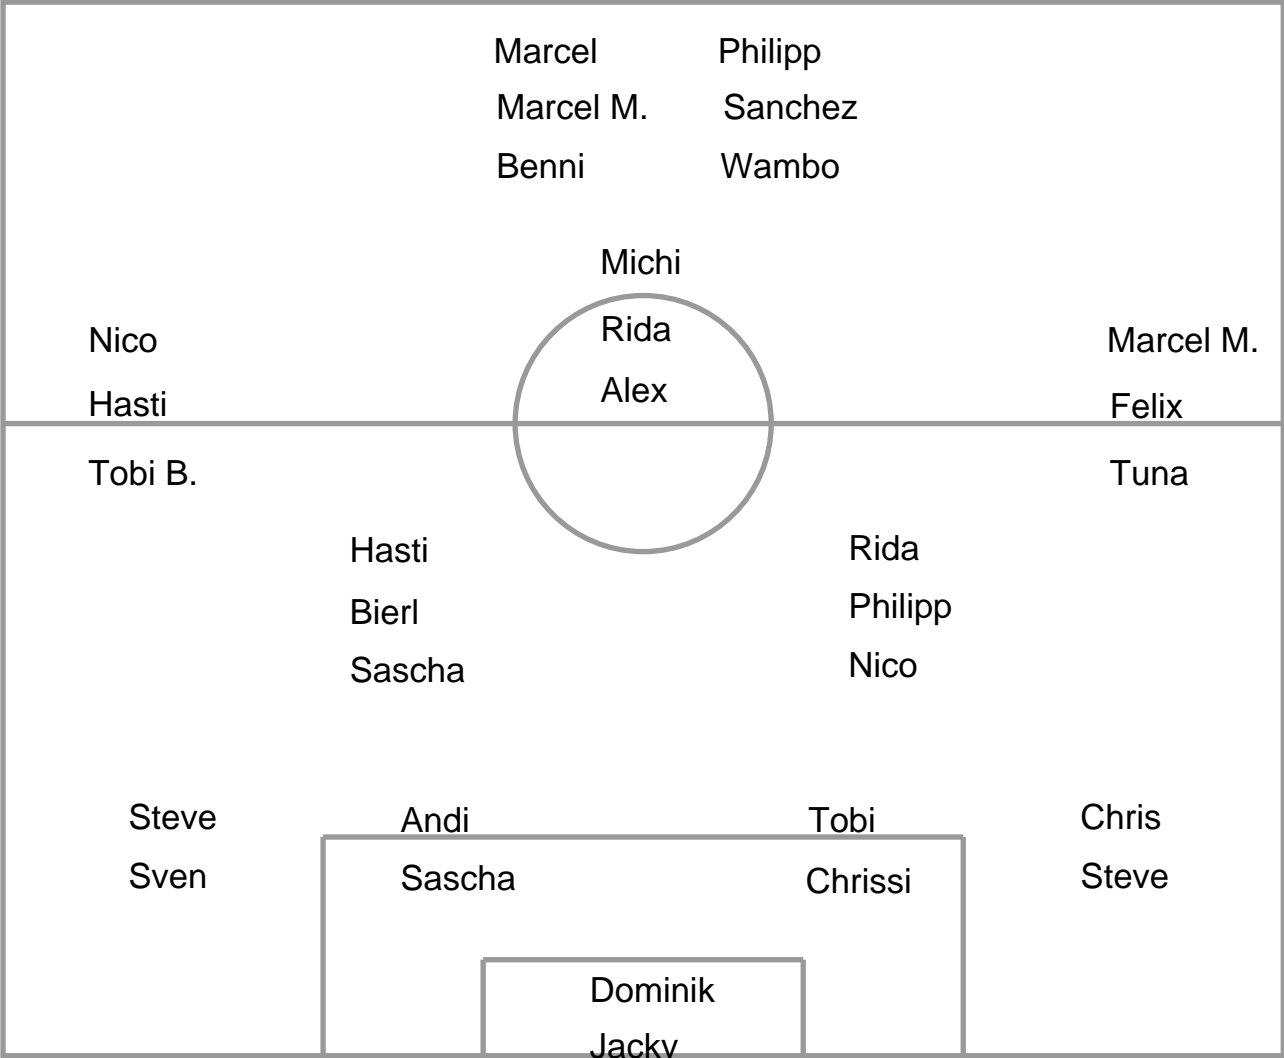 Marcel Philipp
Marcel M. Sanchez
Benni Wambo
Michi
Rida
Nico Marcel M.
Alex
Hasti Felix
Tobi B. Tuna
Hasti Rida
Bierl Philipp
Sascha Nico
Steve Andi Tobi Chris
Sven Sascha Chrissi Steve
Dominik
Jacky